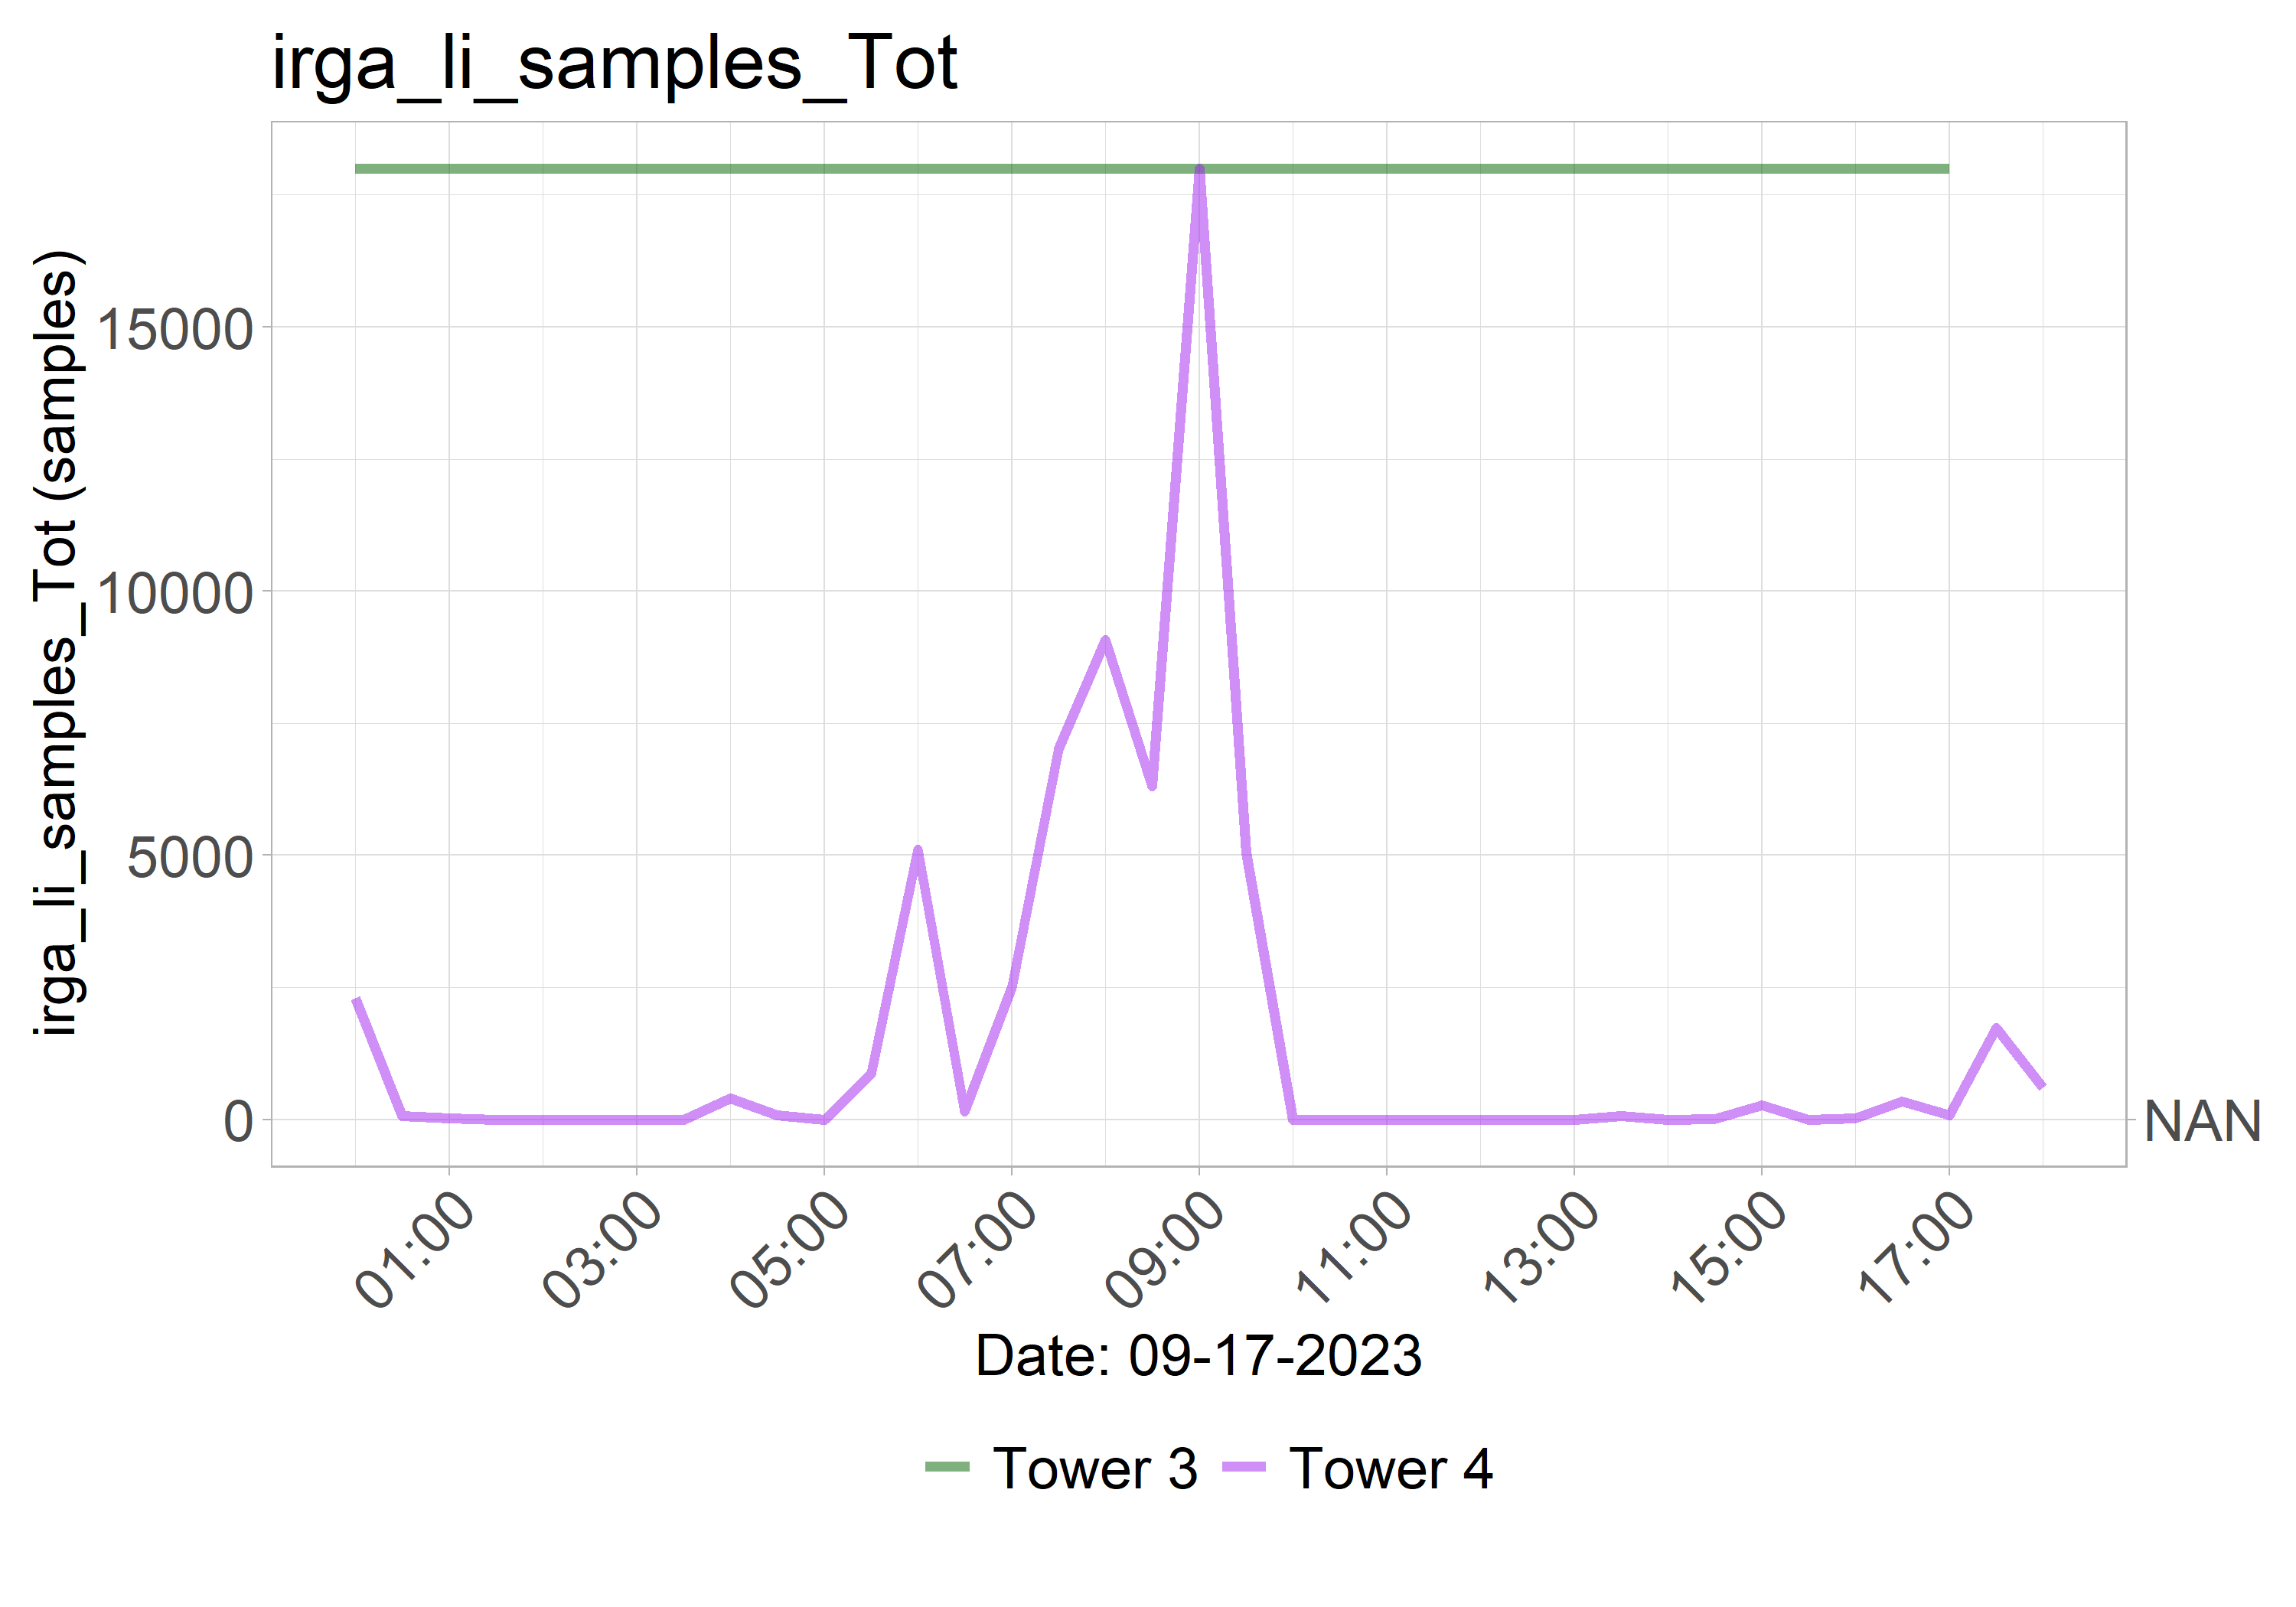 irga_li_samples_Tot
irga_li_samples_Tot (samples)
15000
10000
5000
0
NAN
01:00
03:00
05:00
07:00
09:00
11:00
13:00
15:00
17:00
Date: 09-17-2023
Tower 3
Tower 4